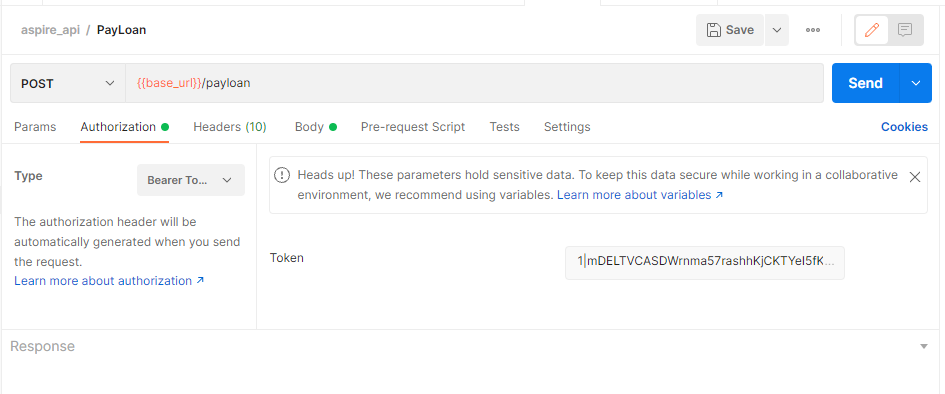 aspire_api / PayLoan
Save
POST
{{base_url}}/payloan
Send
Params Authorization Headers (10) Body Pre-request Script Tests Settings Cookies
Type
Bearer To...
Heads up! These parameters hold sensitive data. To keep this data secure while working in a collaborative
environment, we recommend using variables. Learn more about variables ↗
The authorization header will be
automatically generated when you send
the request.
Learn more about authorization ↗
Token
1|mDELTVCASDWrnma57rashhKjCKTYeI5fK...
Response